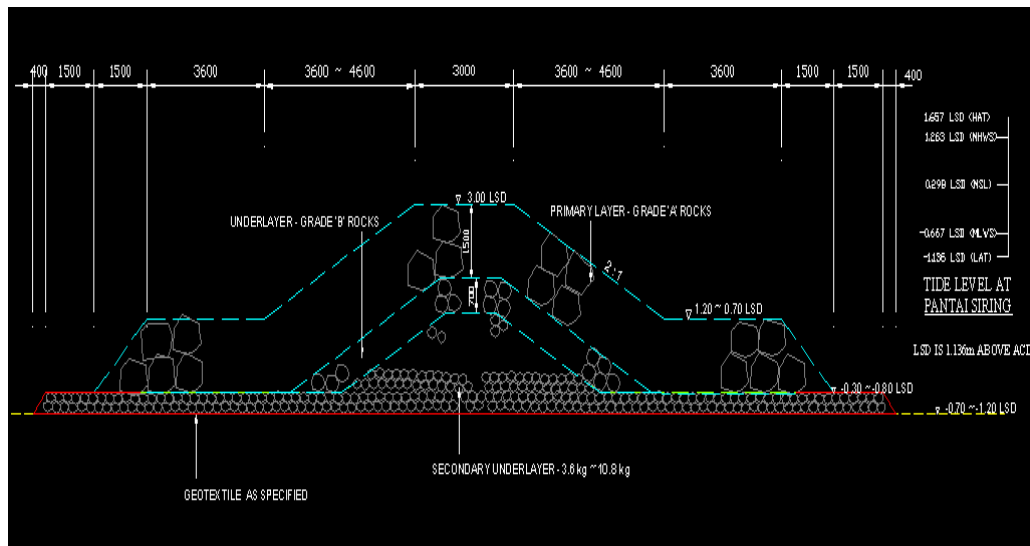 400 1500 1500 3600 3600 ~ 4600 3000 3600 ~ 4600 3600 1500 1500 400
1.657 LSD (HAT)
1.263 LSD (MHWS)
0.298 LSD (MSL)
-0.667 LSD (MLWS)
-1.136 LSD (LAT)
TIDE LEVEL AT
PANTAI SIRING
LSD IS 1.136m ABOVE ACD
3.00 LSD
UNDERLAYER - GRADE 'B' ROCKS
PRIMARY LAYER - GRADE 'A' ROCKS
1500
2 : 1
700
1.20 ~ 0.70 LSD
-0.30 ~ -0.80 LSD
-0.70 ~ -1.20 LSD
SECONDARY UNDERLAYER - 3.6 kg ~ 10.8 kg
GEOTEXTILE AS SPECIFIED